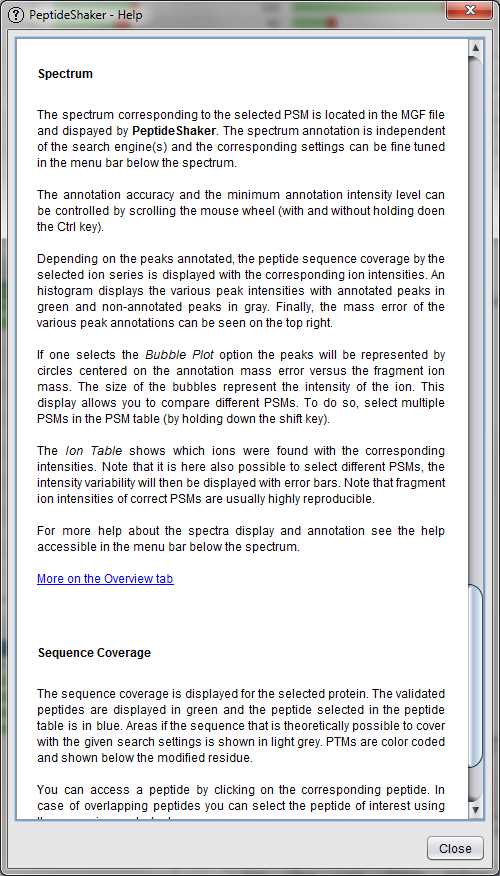 PeptideShaker - Help
Spectrum
The spectrum corresponding to the selected PSM is located in the MGF file
and dispayed by PeptideShaker. The spectrum annotation is independent
of the search engine(s) and the corresponding settings can be fine tuned
in the menu bar below the spectrum.
The annotation accuracy and the minimum annotation intensity level can
be controlled by scrolling the mouse wheel (with and without holding doen
the Ctrl key).
Depending on the peaks annotated, the peptide sequence coverage by the
selected ion series is displayed with the corresponding ion intensities. An
histogram displays the various peak intensities with annotated peaks in
green and non-annotated peaks in gray. Finally, the mass error of the
various peak annotations can be seen on the top right.
If one selects the Bubble Plot option the peaks will be represented by
circles centered on the annotation mass error versus the fragment ion
mass. The size of the bubbles represent the intensity of the ion. This
display allows you to compare different PSMs. To do so, select multiple
PSMs in the PSM table (by holding down the shift key).
The Ion Table shows which ions were found with the corresponding
intensities. Note that it is here also possible to select different PSMs, the
intensity variability will then be displayed with error bars. Note that fragment
ion intensities of correct PSMs are usually highly reproducible.
For more help about the spectra display and annotation see the help
accessible in the menu bar below the spectrum.
More on the Overview tab
Sequence Coverage
The sequence coverage is displayed for the selected protein. The validated
peptides are displayed in green and the peptide selected in the peptide
table is in blue. Areas if the sequence that is theoretically possible to cover
with the given search settings is shown in light grey. PTMs are color coded
and shown below the modified residue.
You can access a peptide by clicking on the corresponding peptide. In
case of overlapping peptides you can select the peptide of interest using
Close